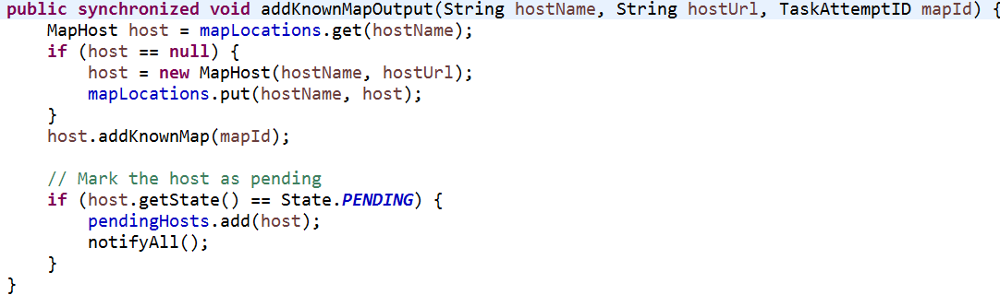 public synchronized void addKnownMapOutput(String hostName, String hostUrl, TaskAttemptID mapId) {
    MapHost host = mapLocations.get(hostName);
    if (host == null) {
        host = new MapHost(hostName, hostUrl);
        mapLocations.put(hostName, host);
    }
    host.addKnownMap(mapId);

    // Mark the host as pending
    if (host.getState() == State.PENDING) {
        pendingHosts.add(host);
        notifyAll();
    }
}